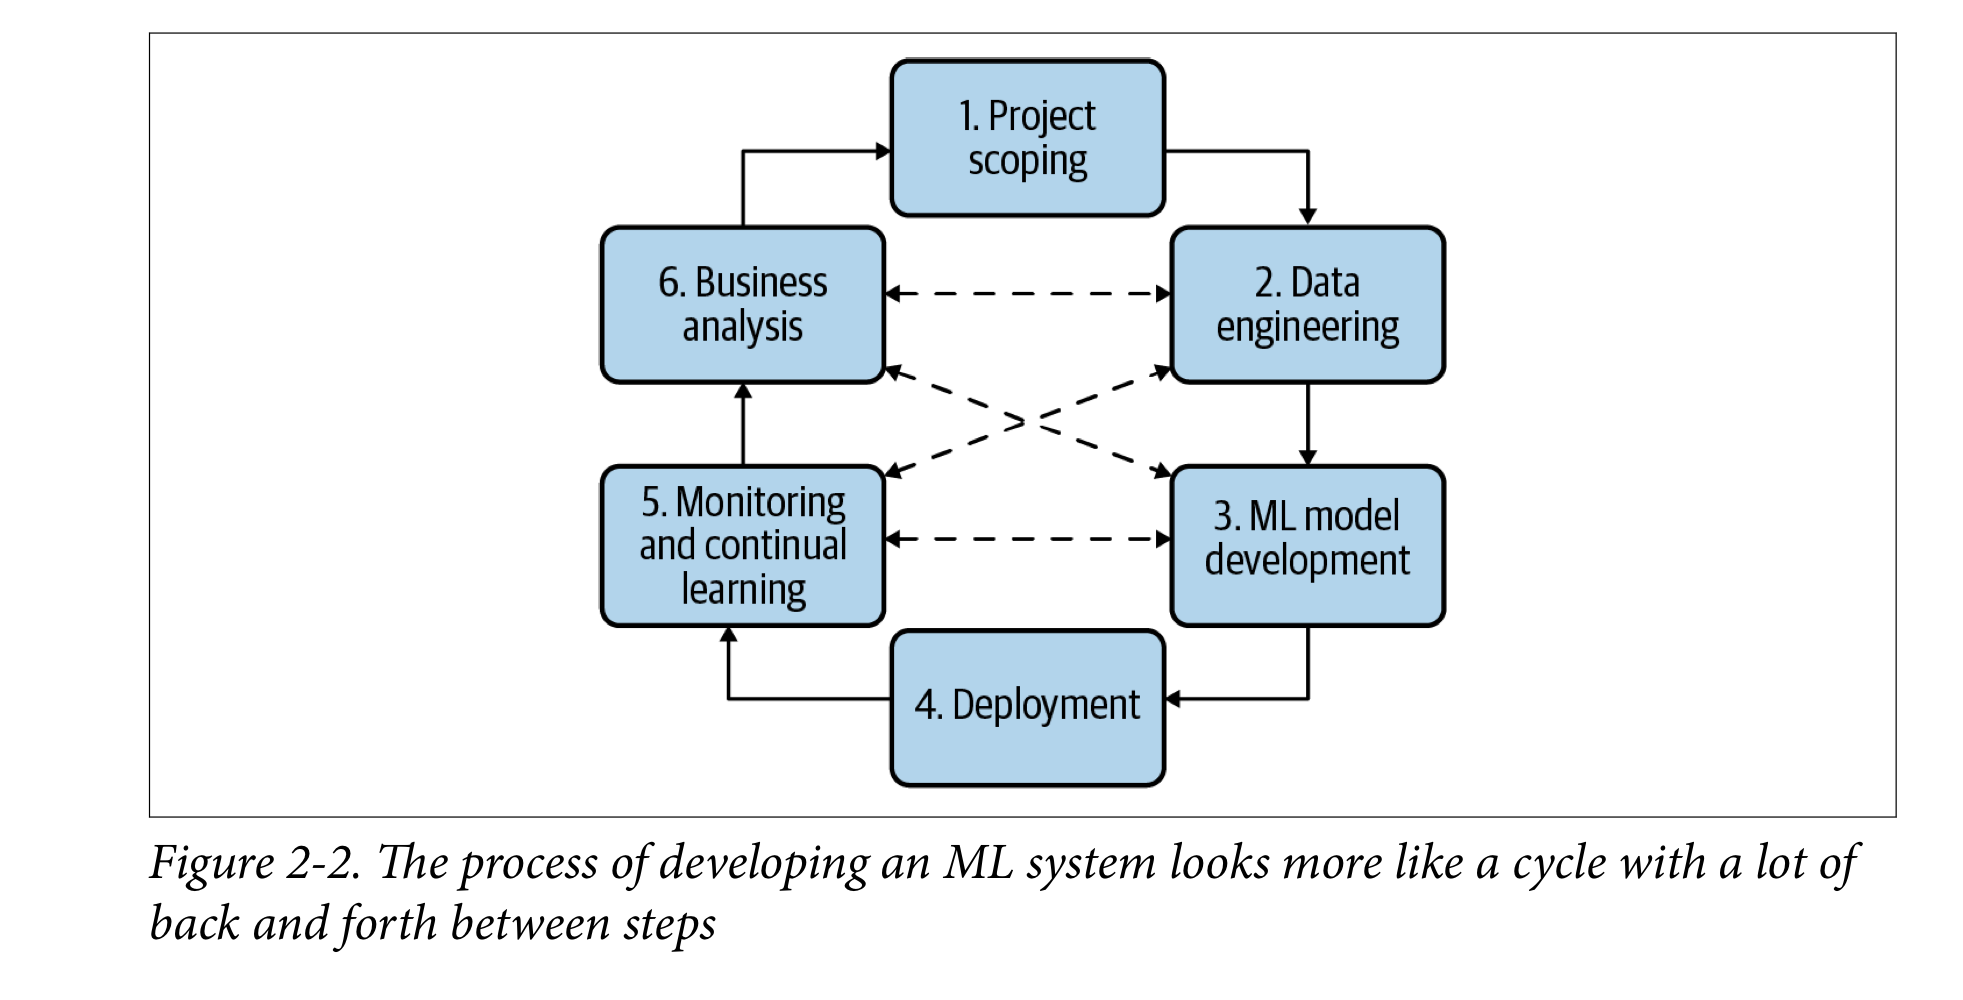 1. Project
scoping
6. Business
analysis
2. Data
engineering
5. Monitoring
and continual
learning
3. ML model
development
4. Deployment
Figure 2-2. The process of developing an ML system looks more like a cycle with a lot of
back and forth between steps